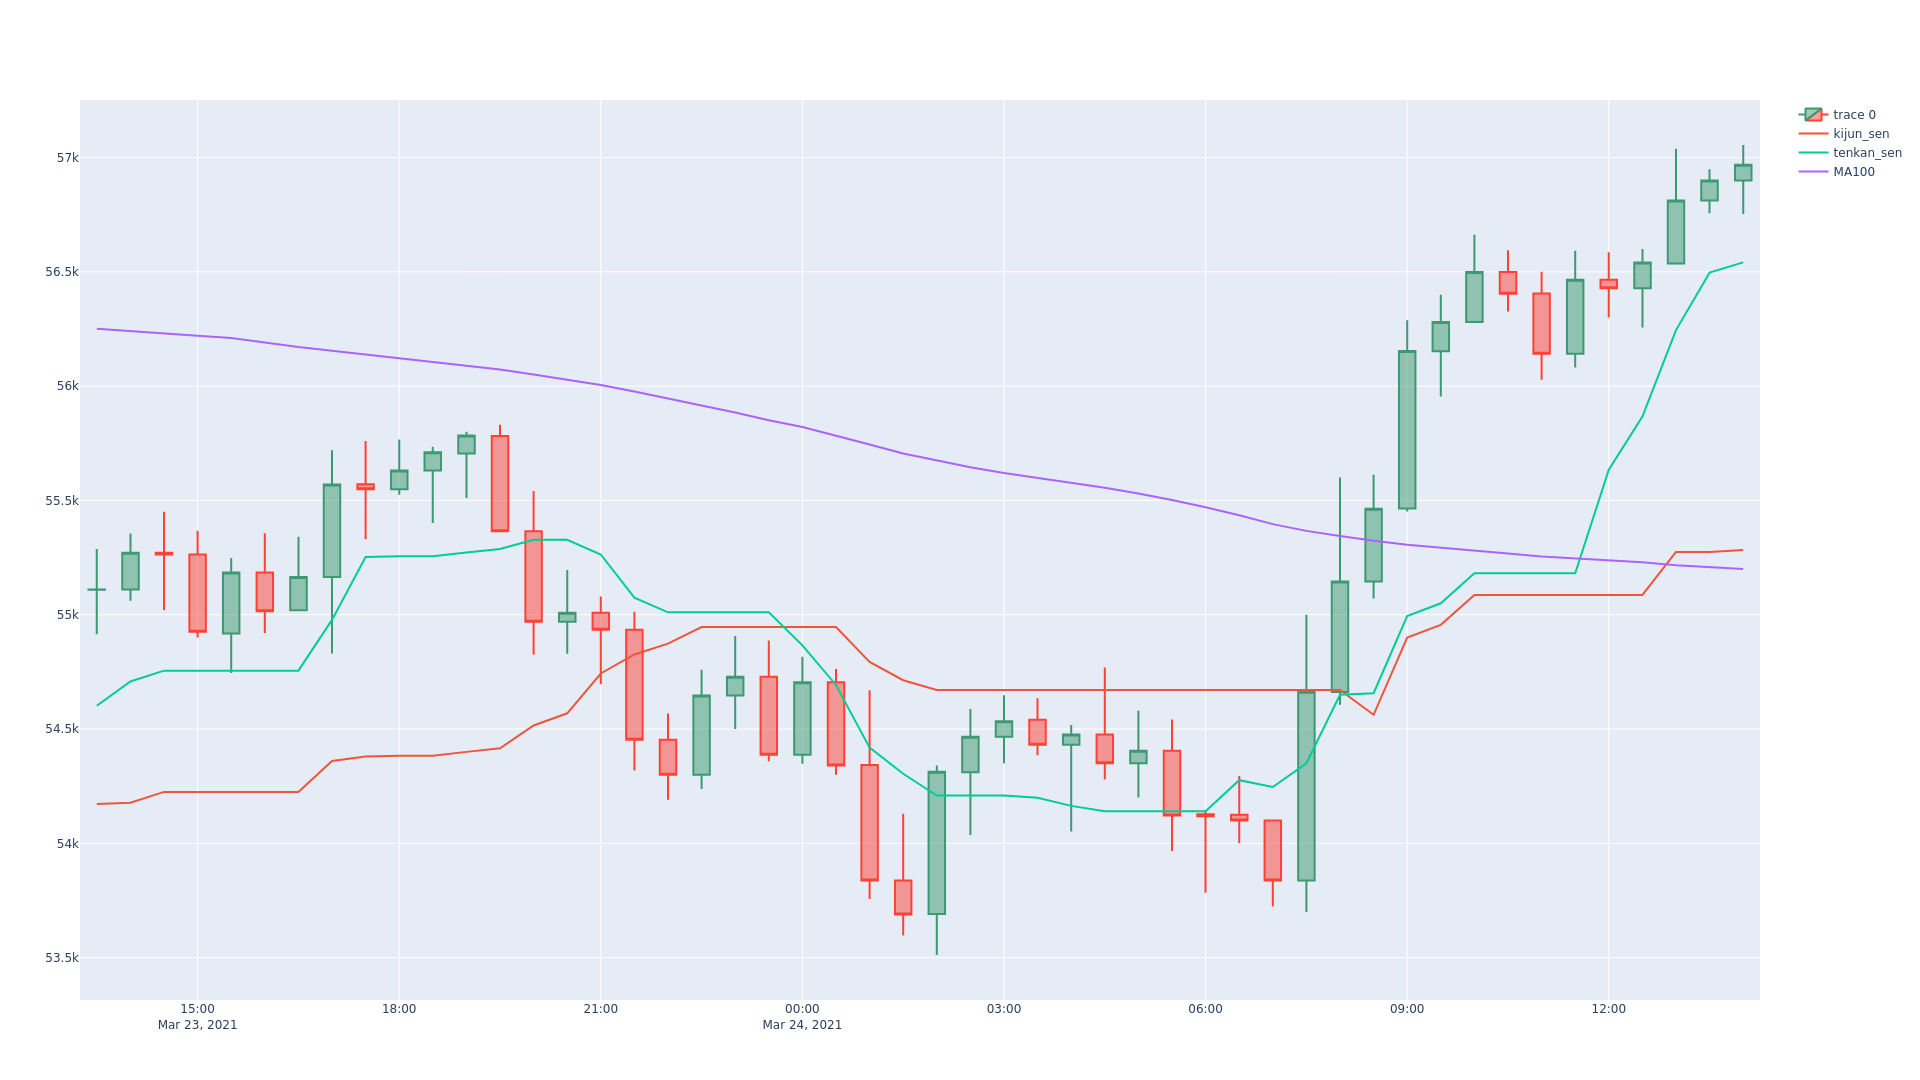 trace 0
kijun_sen
tenkan_sen
MA100
57k
56.5k
56k
55.5k
55k
54.5k
54k
53.5k
15:00
Mar 23, 2021
18:00
21:00
00:00
Mar 24, 2021
03:00
06:00
09:00
12:00